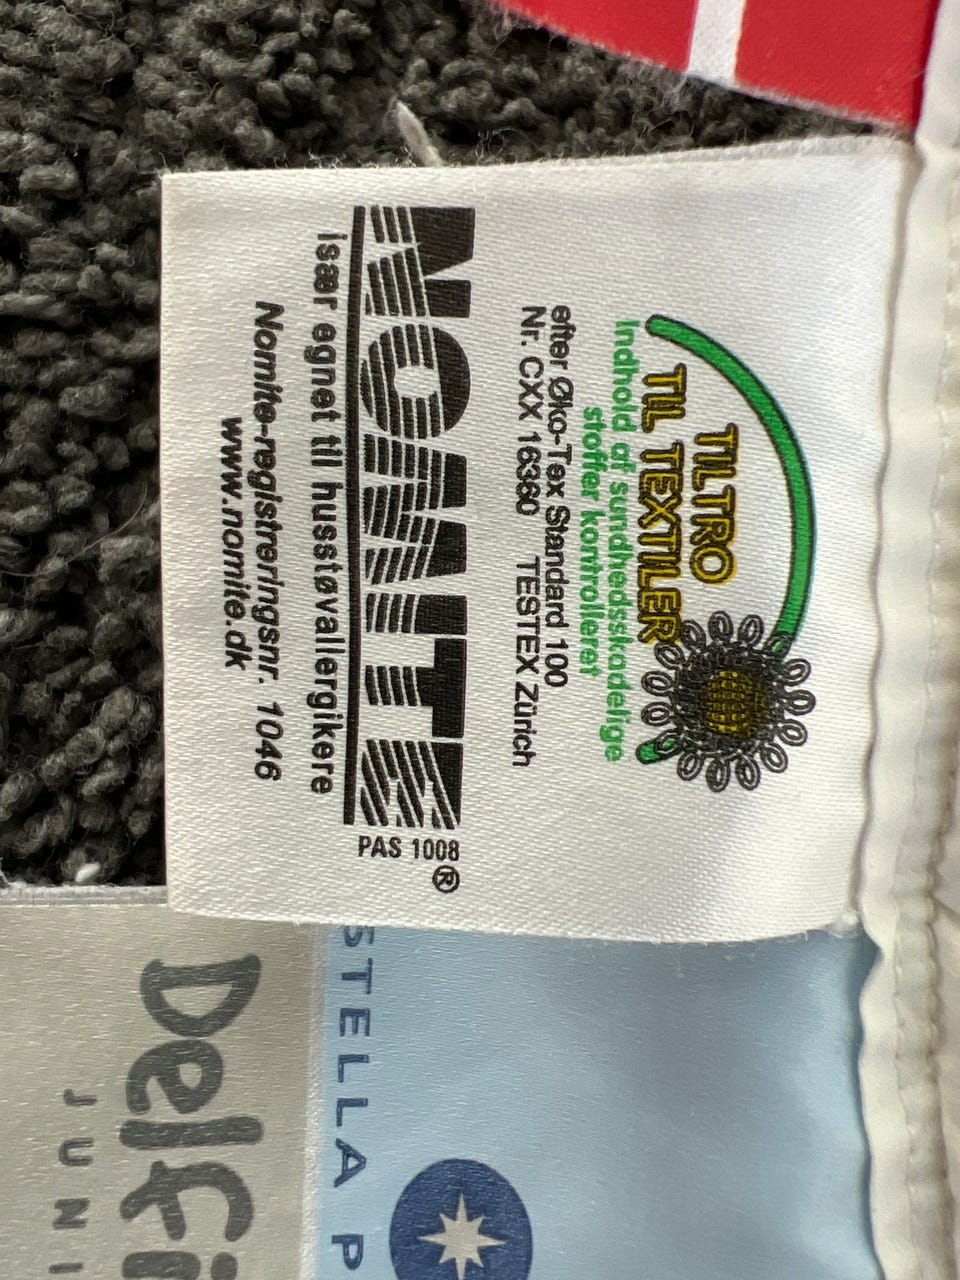 TILTRO
TIL TEXTILER
Indhold af sundhedsskadelige
stoffer kontrolleret
efter Øko-Tex Standard 100
Nr. CXX 16360 TESTEX Zürich
NOMITE®
PAS 1008
især egnet til husstøvallergikere
Nomite-registreringsnr. 1046
www.nomite.dk
STELLA P
Delfi
JUNI